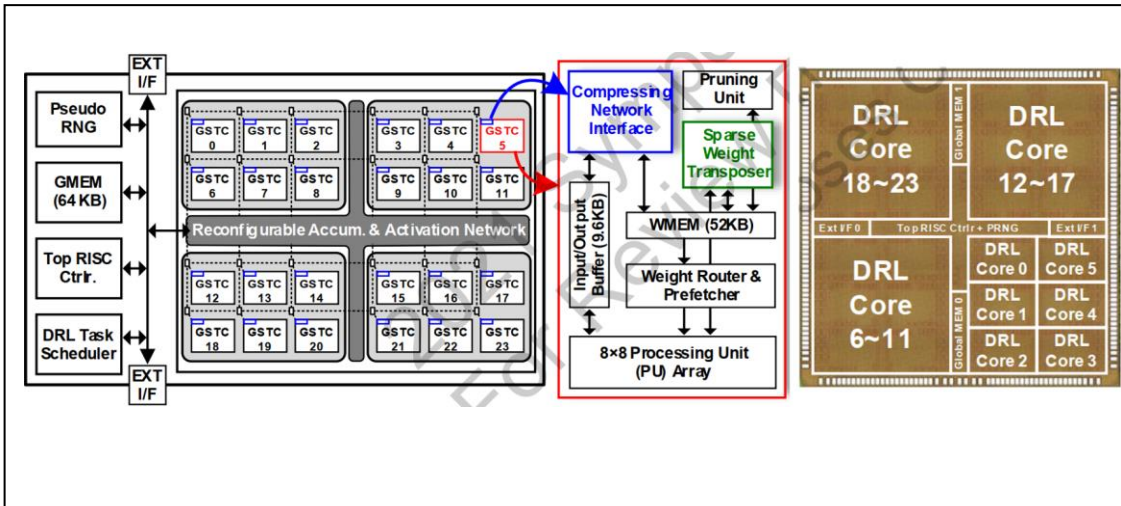 EXT
I/F
Pseudo
RNG
GMEM
(64 KB)
Top RISC
Ctrlr.
DRL Task
Scheduler
EXT
I/F
GSTC
0
GSTC
1
GSTC
2
GSTC
3
GSTC
4
GSTC
5
GSTC
6
GSTC
7
GSTC
8
GSTC
9
GSTC
10
GSTC
11
Reconfigurable Accum. & Activation Network
GSTC
12
GSTC
13
GSTC
14
GSTC
15
GSTC
16
GSTC
17
GSTC
18
GSTC
19
GSTC
20
GSTC
21
GSTC
22
GSTC
23
Compressing
Network
Interface
Pruning
Unit
Sparse
Weight
Transposer
Input/Output
Buffer (9.6KB)
WMEM (52KB)
Weight Router &
Prefetcher
8×8 Processing Unit
(PU) Array
DRL
Core
18~23
Global MEM 1
DRL
Core
12~17
Ext I/F 0
Top RISC Ctrlr + PRNG
Ext I/F 1
DRL
Core
6~11
Global MEM 0
DRL
Core 0
DRL
Core 5
DRL
Core 1
DRL
Core 4
DRL
Core 2
DRL
Core 3
2021 Symp
For Review